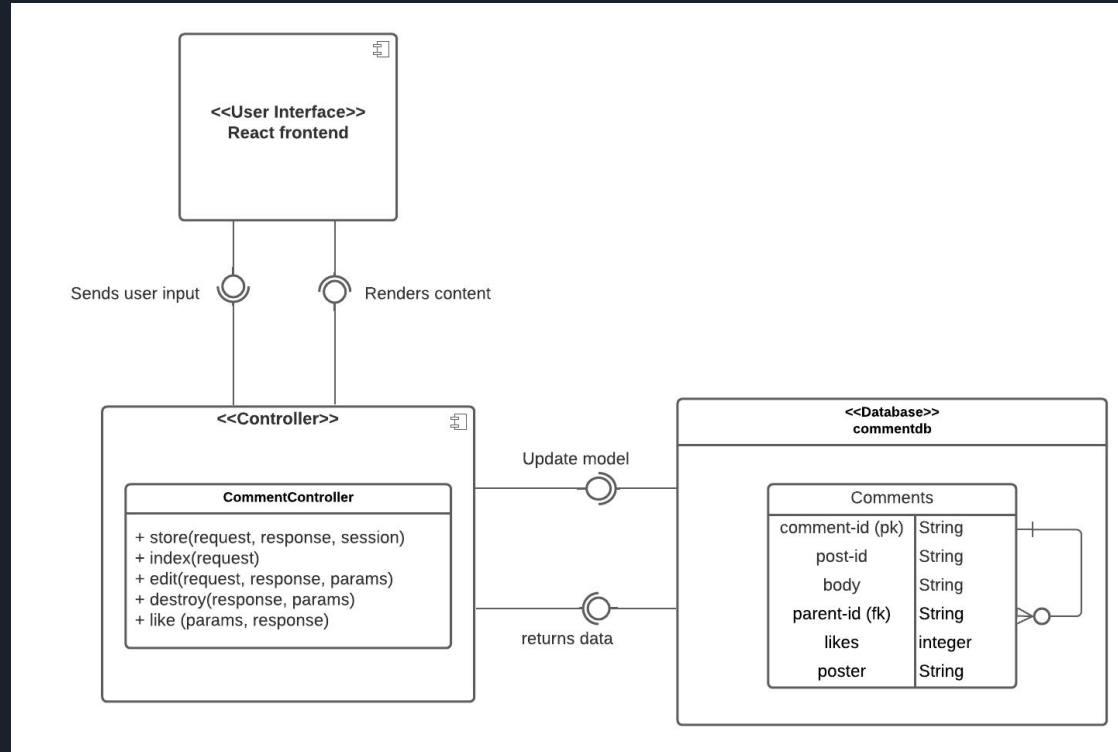 <<User Interface>>
React frontend
Sends user input
Renders content
<<Controller>>
CommentController
+ store(request, response, session)
+ index(request)
+ edit(request, response, params)
+ destroy(response, params)
+ like (params, response)
Update model
returns data
<<Database>>
commentdb
Comments
comment-id (pk) String
post-id String
body String
parent-id (fk) String
likes integer
poster String